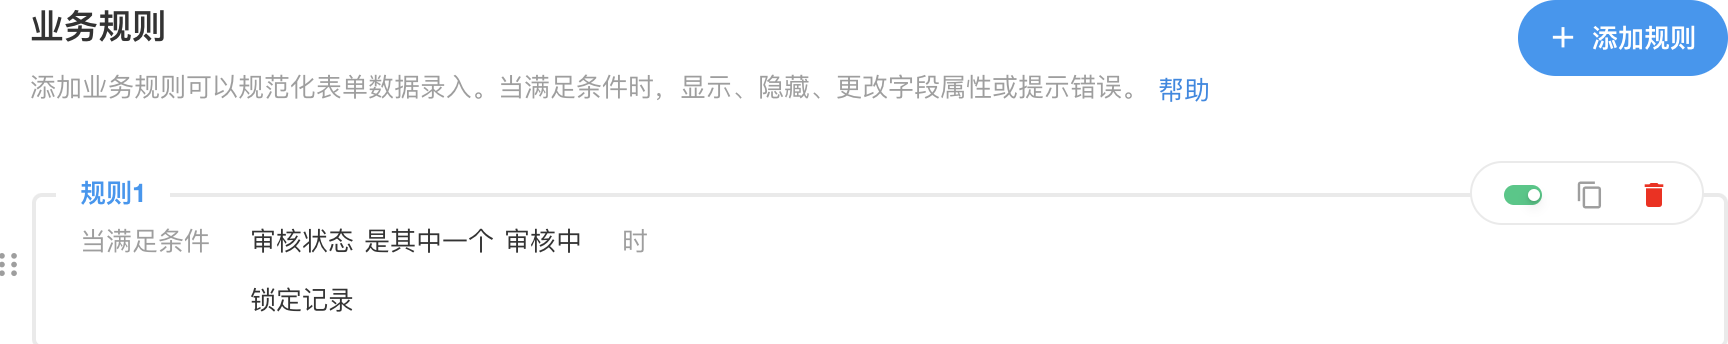 业务规则
添加规则
添加业务规则可以规范化表单数据录入。当满足条件时，显示、隐藏、更改字段属性或提示错误。 帮助
规则1
当满足条件 审核状态 是其中一个 审核中 时
锁定记录